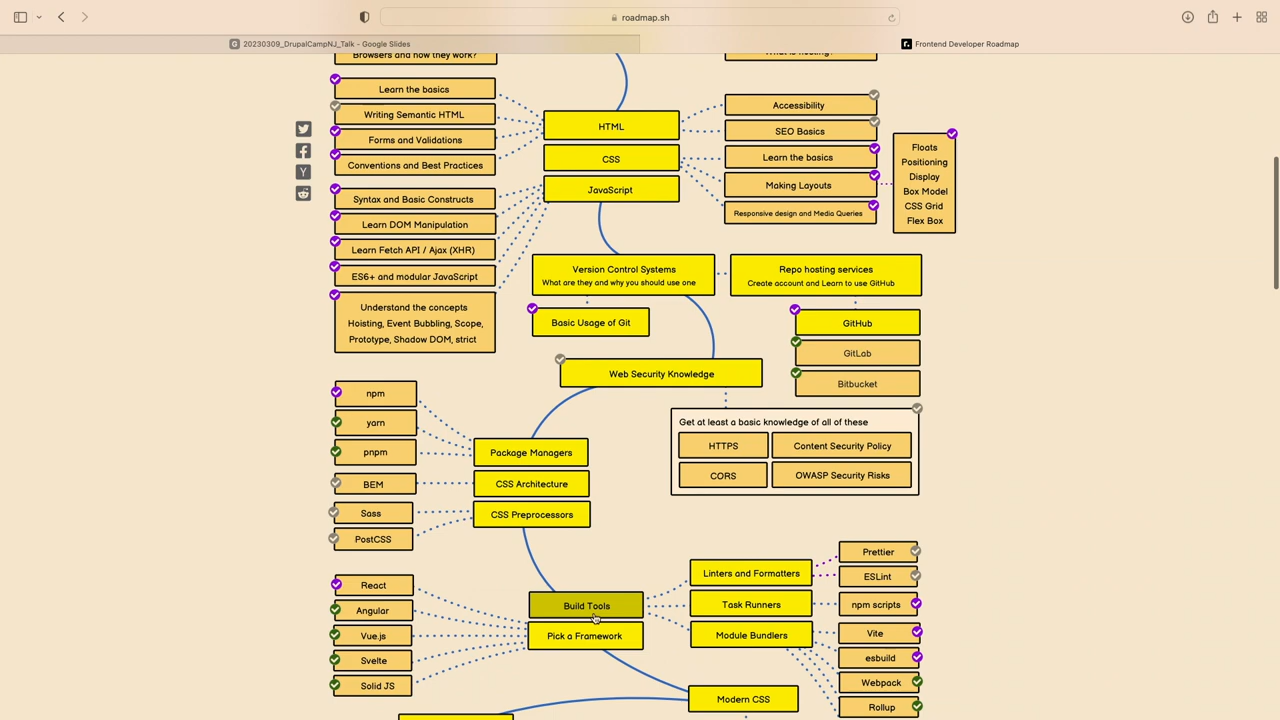 roadmap.sh
20230309_DrupalCampNJ_Talk - Google Slides
Frontend Developer Roadmap
Browsers and how they work?
What is hosting?
Learn the basics
Writing Semantic HTML
Forms and Validations
Conventions and Best Practices
HTML
CSS
JavaScript
Accessibility
SEO Basics
Learn the basics
Making Layouts
Responsive design and Media Queries
Floats
Positioning
Display
Box Model
CSS Grid
Flex Box
Syntax and Basic Constructs
Learn DOM Manipulation
Learn Fetch API / Ajax (XHR)
ES6+ and modular JavaScript
Understand the concepts
Hoisting, Event Bubbling, Scope,
Prototype, Shadow DOM, strict
Version Control Systems
What are they and why you should use one
Repo hosting services
Create account and Learn to use GitHub
Basic Usage of Git
GitHub
GitLab
Bitbucket
Web Security Knowledge
Get at least a basic knowledge of all of these
HTTPS
Content Security Policy
CORS
OWASP Security Risks
npm
yarn
pnpm
BEM
Sass
PostCSS
Package Managers
CSS Architecture
CSS Preprocessors
React
Angular
Vue.js
Svelte
Solid JS
Build Tools
Pick a Framework
Linters and Formatters
Task Runners
Module Bundlers
Prettier
ESLint
npm scripts
Vite
esbuild
Webpack
Rollup
Modern CSS